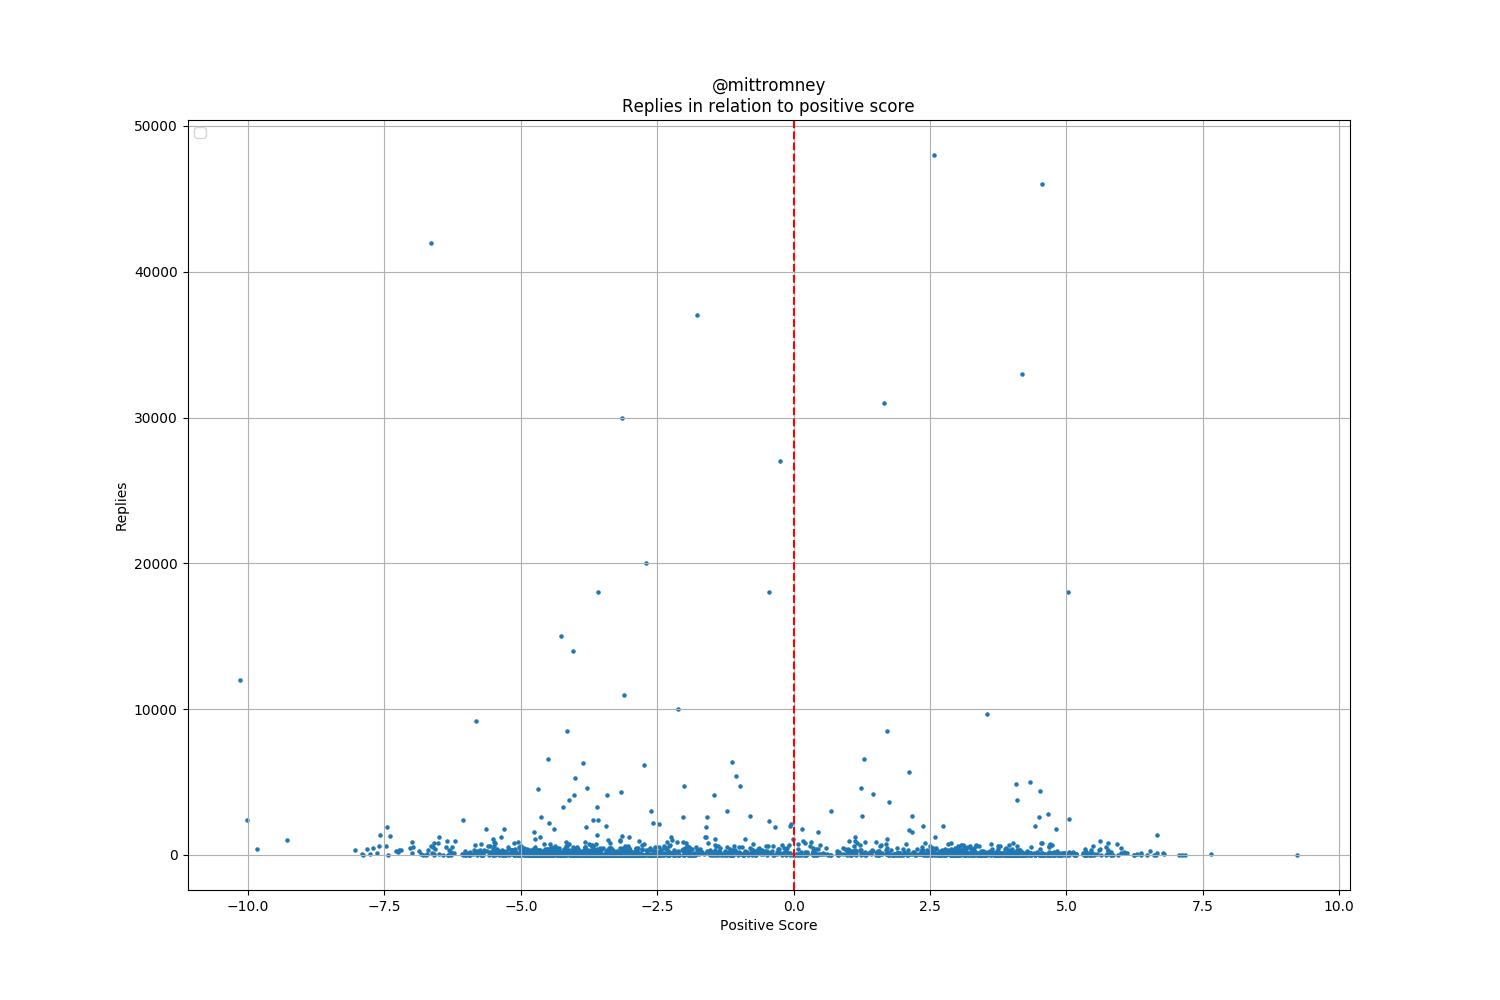 @mittromney
Replies in relation to positive score
50000
40000
30000
20000
10000
0
Replies
−10.0 −7.5 −5.0 −2.5 0.0 2.5 5.0 7.5 10.0
Positive Score